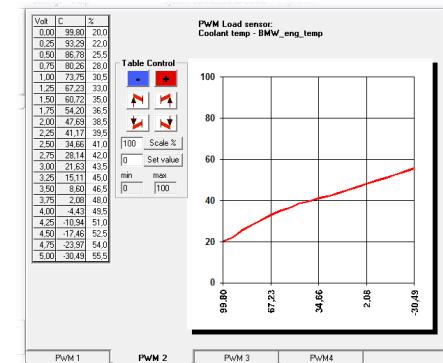 Volt C %
0,00 99,80 20,0
0,25 93,29 22,0
0,50 86,78 25,5
0,75 80,26 28,0
1,00 73,75 30,5
1,25 67,23 33,0
1,50 60,72 35,0
1,75 54,20 36,5
2,00 47,69 38,5
2,25 41,17 39,5
2,50 34,66 41,0
2,75 28,14 42,0
3,00 21,63 43,5
3,25 15,11 45,0
3,50 8,60 46,5
3,75 2,08 48,0
4,00 -4,43 49,5
4,25 -10,94 51,0
4,50 -17,46 52,5
4,75 -23,97 54,0
5,00 -30,49 55,5
Table Control
- +
100 Scale %
0 Set value
min max
0 100
PWM Load sensor:
Coolant temp - BMW_eng_temp
100
80
60
40
20
0
99,80 67,23 34,66 2,08 -30,49
PWM 1 PWM 2 PWM 3 PWM4